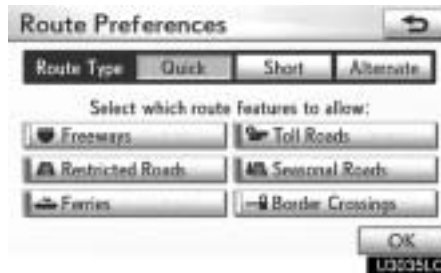 Route Preferences
Route Type Quick Short Alternate
Select which route features to allow:
Freeways Toll Roads
Restricted Roads Seasonal Roads
Ferries Border Crossings
OK
U3035LC